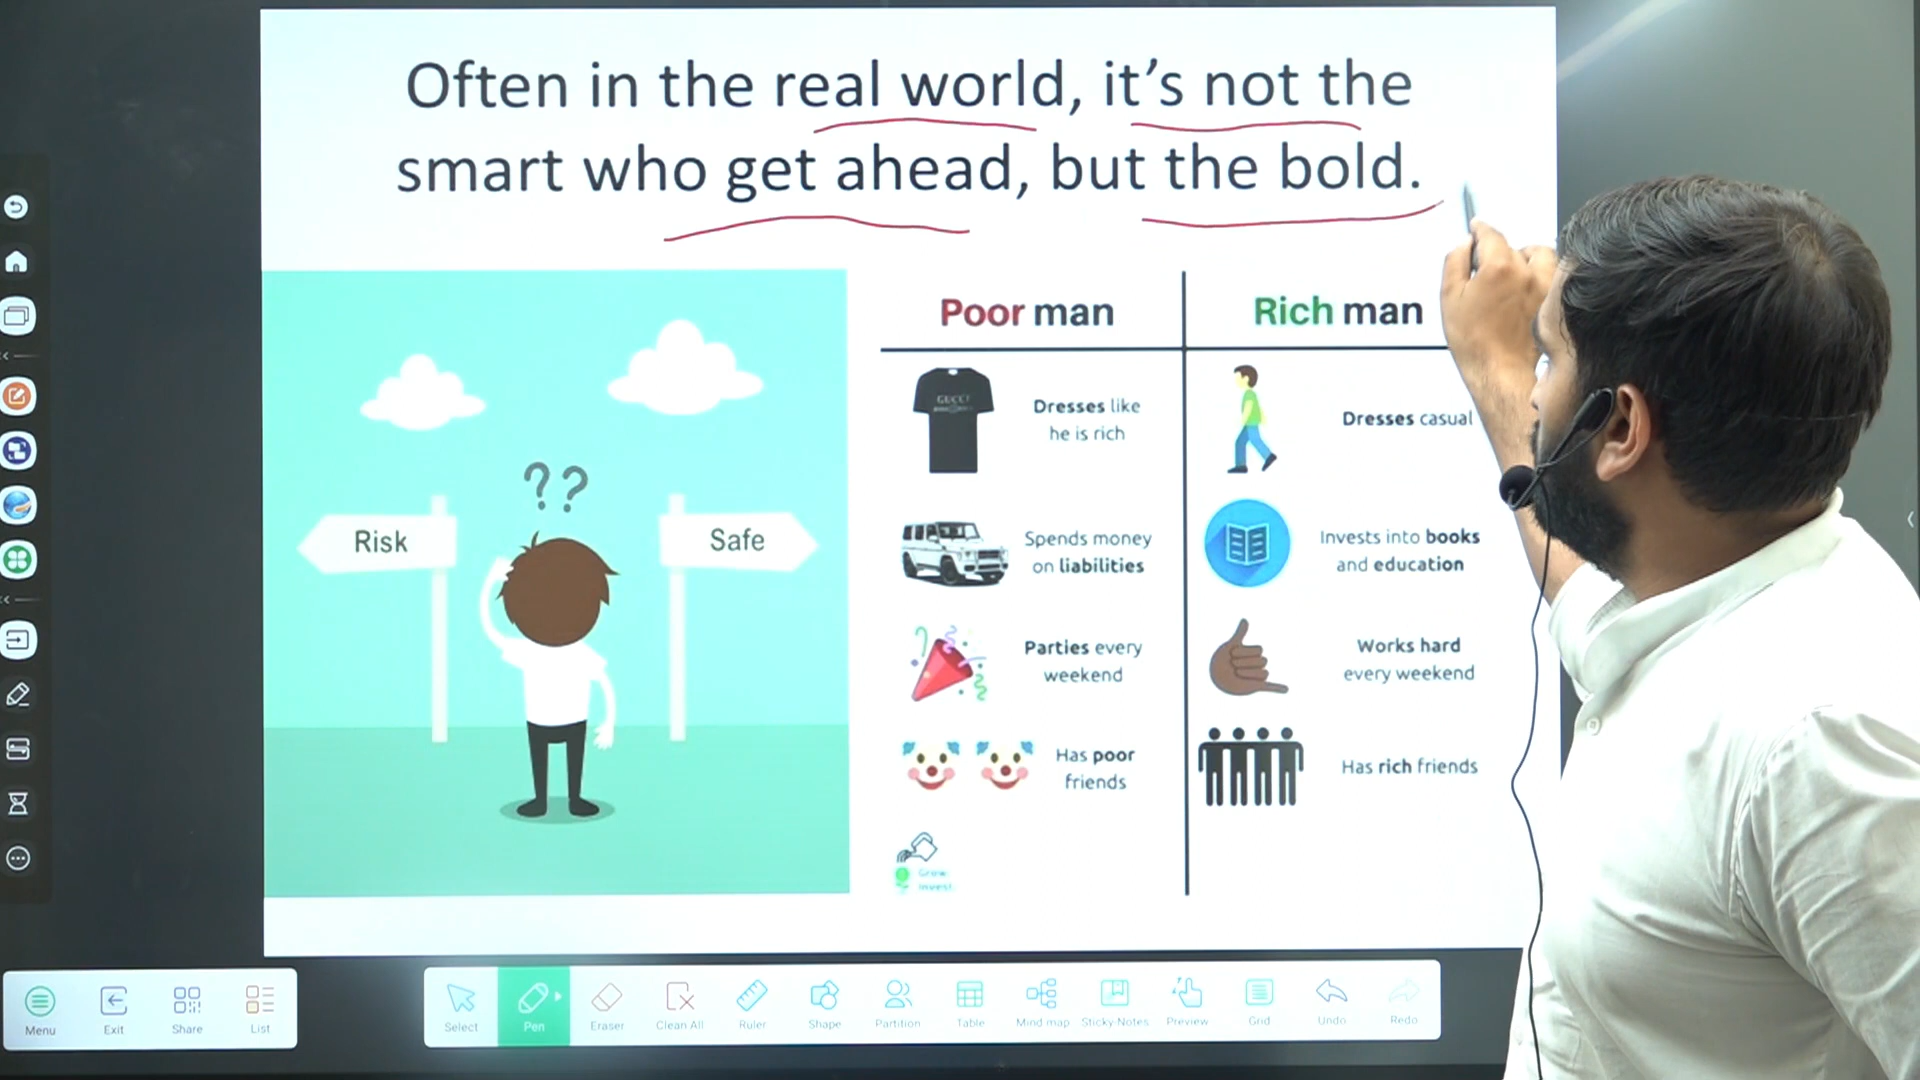 Often in the real world, it's not the
smart who get ahead, but the bold.
??
Risk
Safe
Poor man
Rich man
GUCCI
Dresses like
he is rich
Dresses casual
Spends money
on liabilities
Invests into books
and education
Parties every
weekend
Works hard
every weekend
Has poor
friends
Has rich friends
Grow
Invest
Menu
Exit
Share
List
Select
Pen
Eraser
Clean All
Ruler
Shape
Partition
Table
Mind map
Sticky Notes
Preview
Grid
Undo
Redo